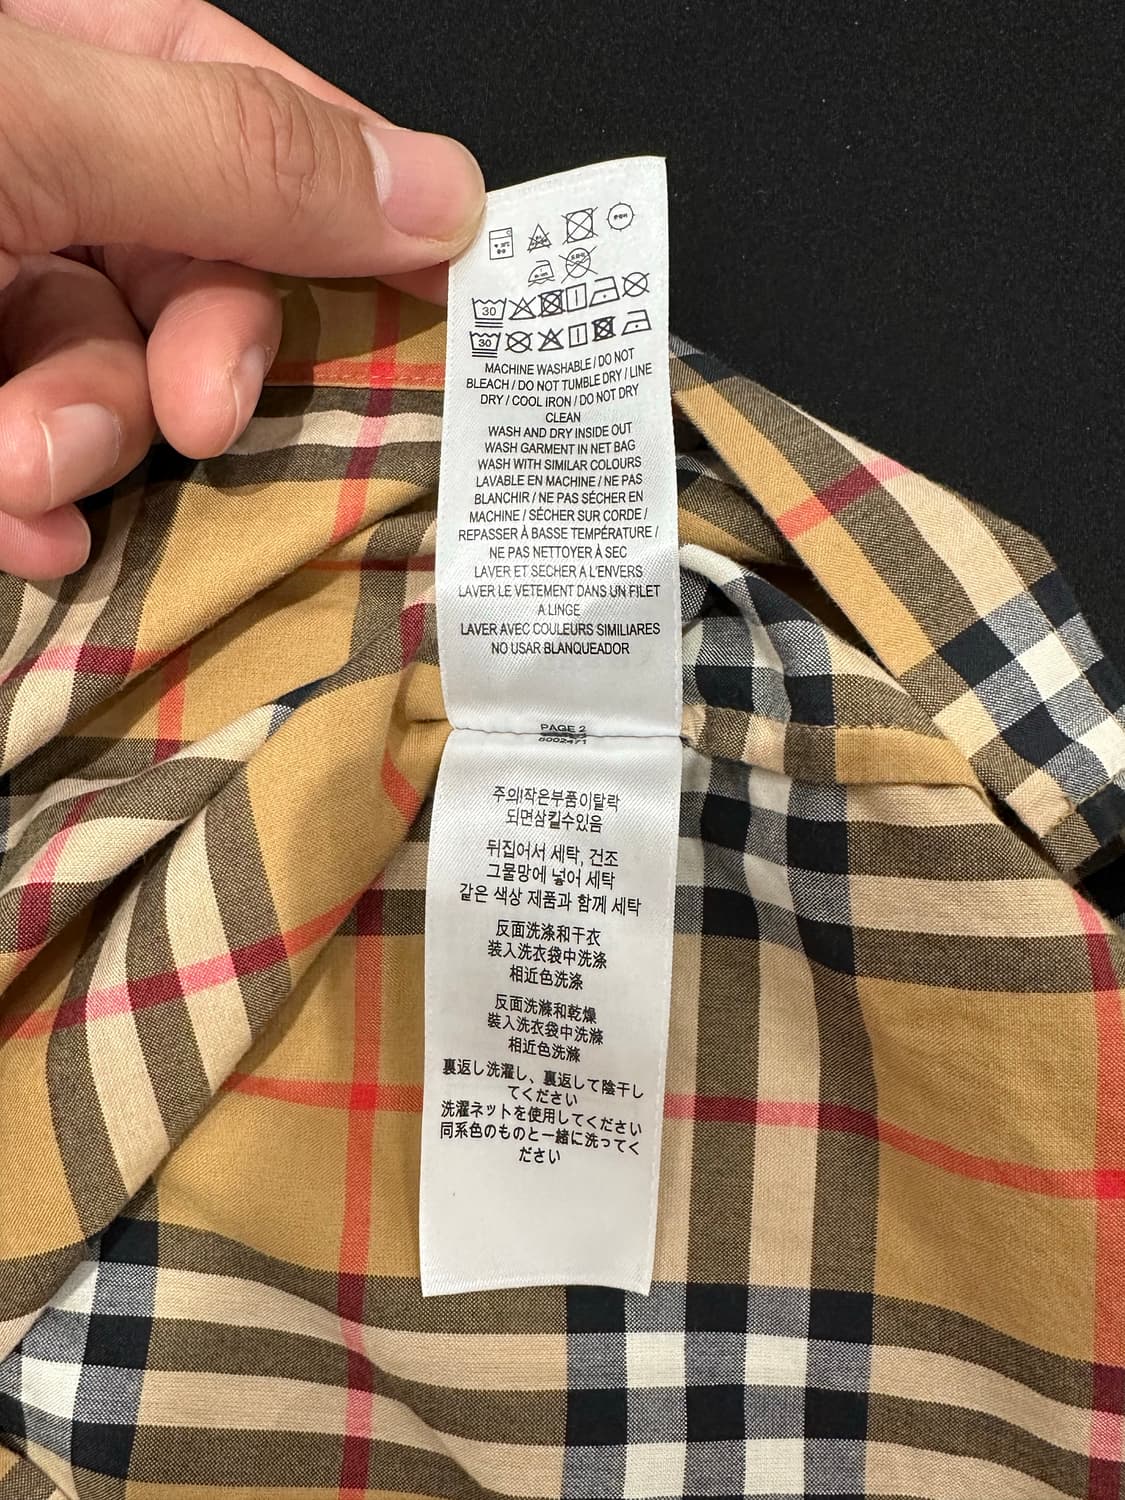 30
30
MACHINE WASHABLE / DO NOT
BLEACH / DO NOT TUMBLE DRY / LINE
DRY / COOL IRON / DO NOT DRY
CLEAN
WASH AND DRY INSIDE OUT
WASH GARMENT IN NET BAG
WASH WITH SIMILAR COLOURS
LAVABLE EN MACHINE / NE PAS
BLANCHIR / NE PAS SÉCHER EN
MACHINE / SÉCHER SUR CORDE /
REPASSER À BASSE TEMPÉRATURE /
NE PAS NETTOYER À SEC
LAVER ET SECHER A L'ENVERS
LAVER LE VETEMENT DANS UN FILET
A LINGE
LAVER AVEC COULEURS SIMILIARES
NO USAR BLANQUEADOR
PAGE 2
8002471
주의!작은부품이탈락
되면삼킬수있음
뒤집어서 세탁, 건조
그물망에 넣어 세탁
같은 색상 제품과 함께 세탁
反面洗涤和干衣
装入洗衣袋中洗涤
相近色洗涤
反面洗滌和乾燥
裝入洗衣袋中洗滌
相近色洗滌
裏返し洗濯し、裏返して陰干し
てください
洗濯ネットを使用してください
同系色のものと一緒に洗ってく
ださい